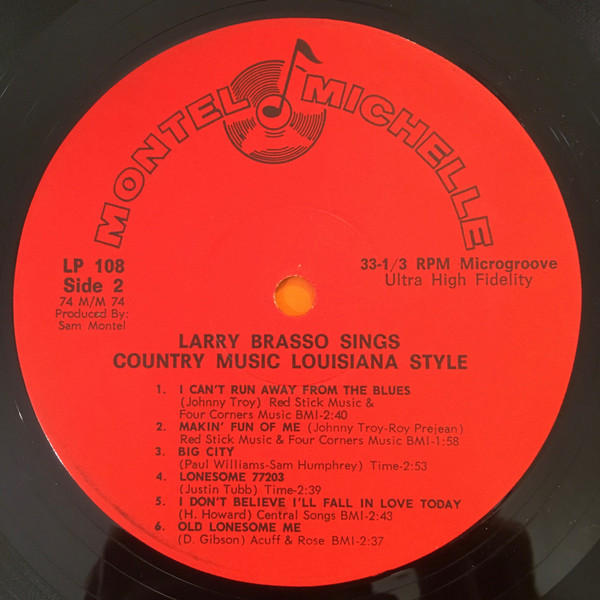 MONTEL MICHELLE
LP 108
Side 2
74 M/M 74
Produced By:
Sam Montel
33-1/3 RPM Microgroove
Ultra High Fidelity
LARRY BRASSO SINGS
COUNTRY MUSIC LOUISIANA STYLE
1. I CAN'T RUN AWAY FROM THE BLUES
(Johnny Troy) Red Stick Music &
Four Corners Music BMI-2:40
2. MAKIN' FUN OF ME (Johnny Troy-Roy Prejean)
Red Stick Music & Four Corners Music BMI-1:58
3. BIG CITY
(Paul Williams-Sam Humphrey) Time-2:53
4. LONESOME 77203
(Justin Tubb) Time-2:39
5. I DON'T BELIEVE I'LL FALL IN LOVE TODAY
(H. Howard) Central Songs BMI-2:43
6. OLD LONESOME ME
(D. Gibson) Acuff & Rose BMI-2:37